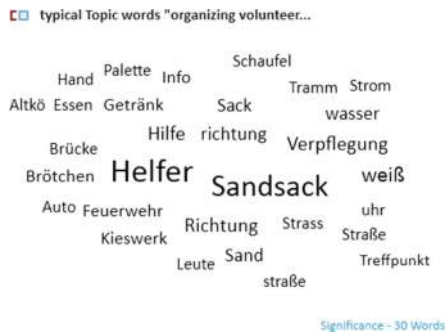 typical Topic words "organizing volunteer...
Schaufel
Hand Palette Info
Tramm Strom
Altkö Essen Getränk Sack
wasser
Hilfe richtung
Brücke Verpflegung
Brötchen Helfer Sandsack weiß
Auto Feuerwehr uhr
Richtung Strass
Kieswerk Straße
Leute Sand Treffpunkt
straße
Significance - 30 Words